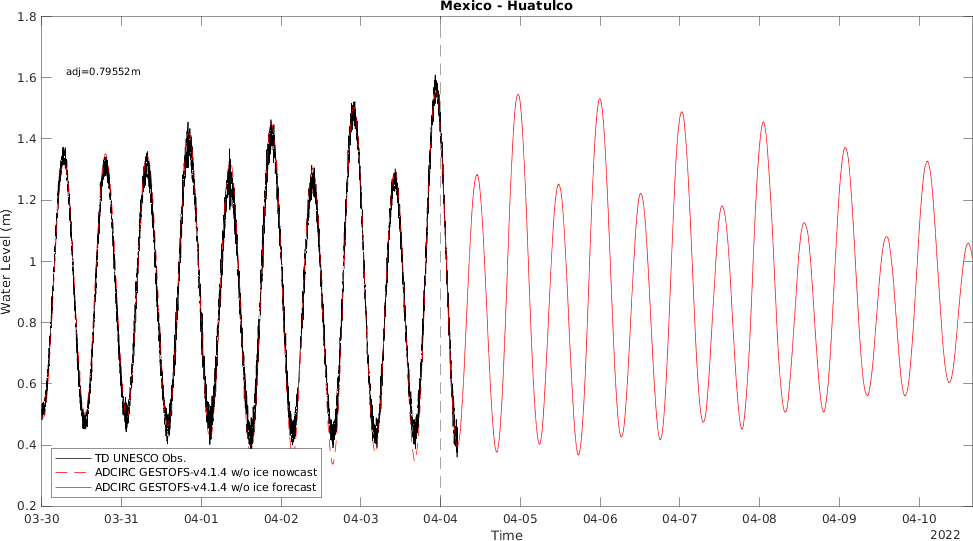 Mexico - Huatulco
1.8
1.6
1.4
1.2
1
0.8
0.6
0.4
0.2
Water Level (m)
adj=0.79552m
TD UNESCO Obs.
ADCIRC GESTOFS-v4.1.4 w/o ice nowcast
ADCIRC GESTOFS-v4.1.4 w/o ice forecast
03-30 03-31 04-01 04-02 04-03 04-04 04-05 04-06 04-07 04-08 04-09 04-10
Time
2022